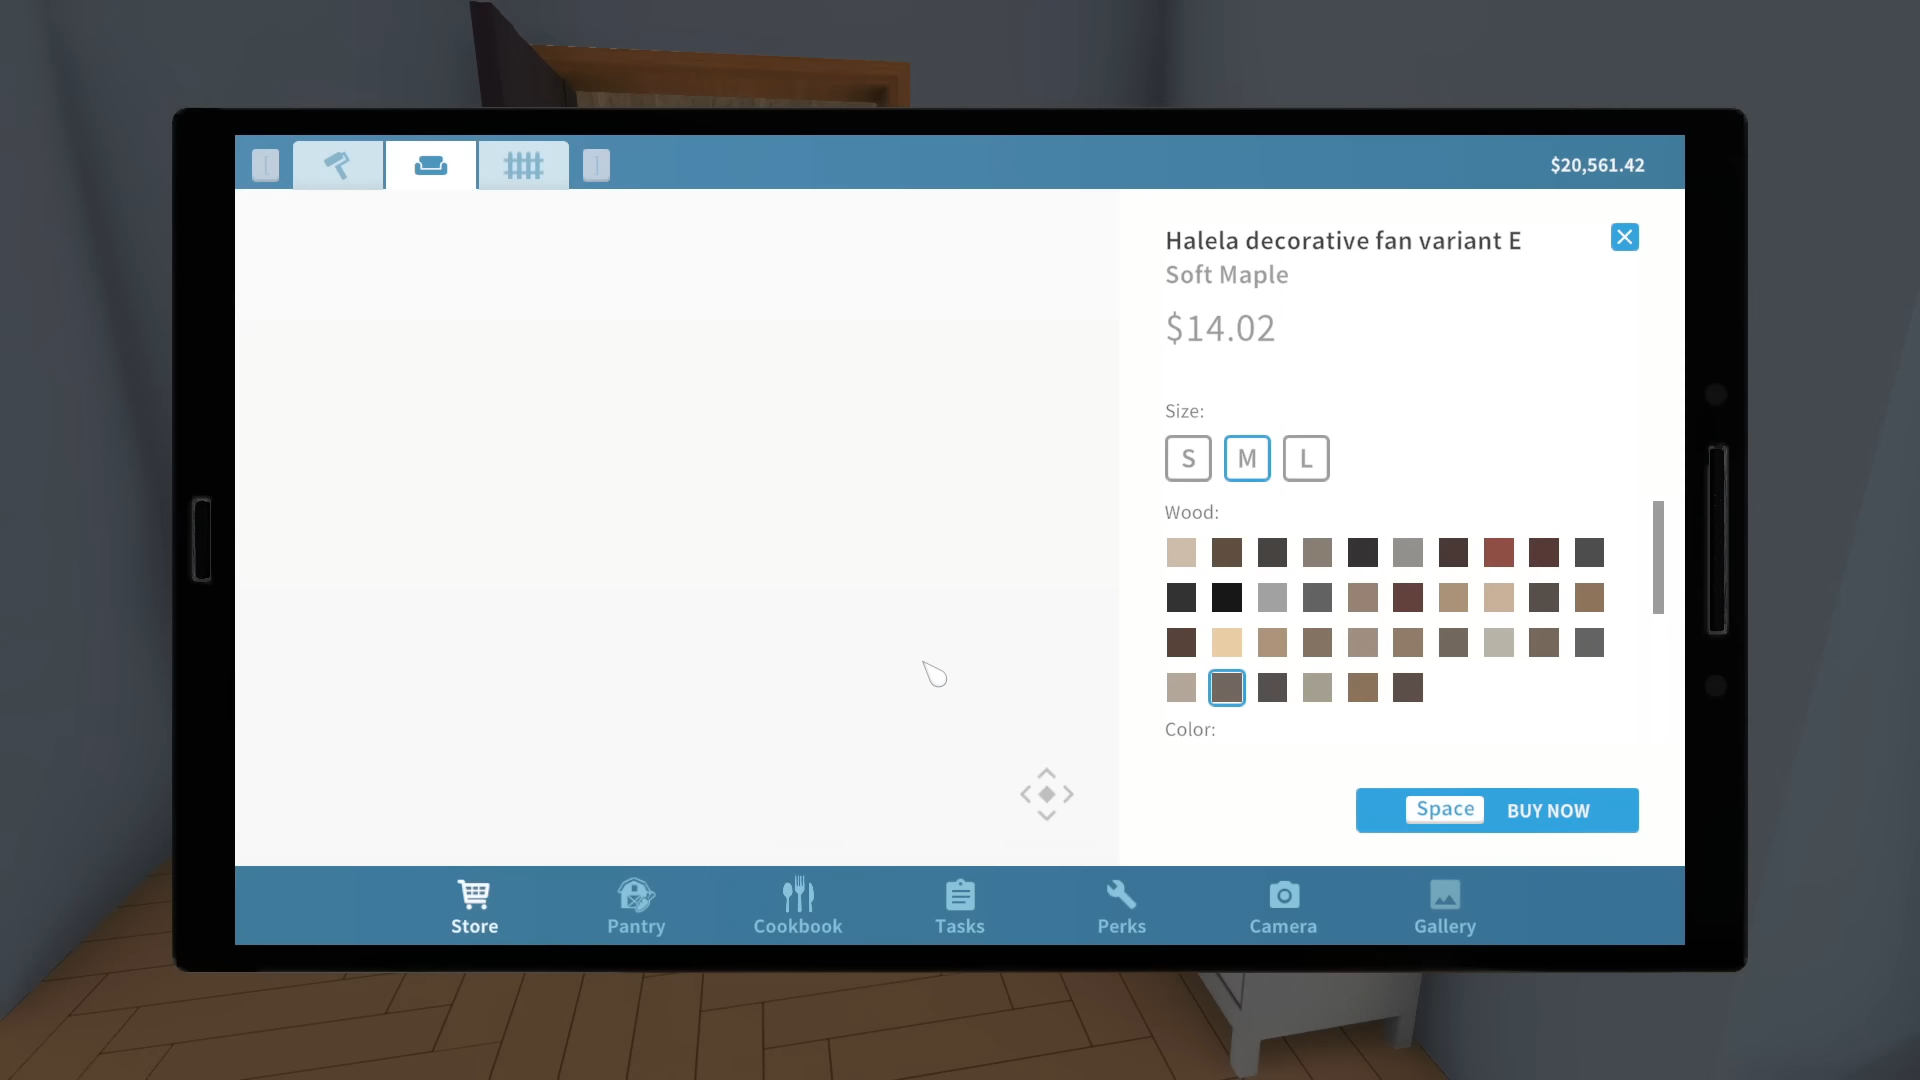 $20,561.42
Halela decorative fan variant E
Soft Maple
$14.02
Size:
S M L
Wood:
Color:
Space BUY NOW
Store Pantry Cookbook Tasks Perks Camera Gallery